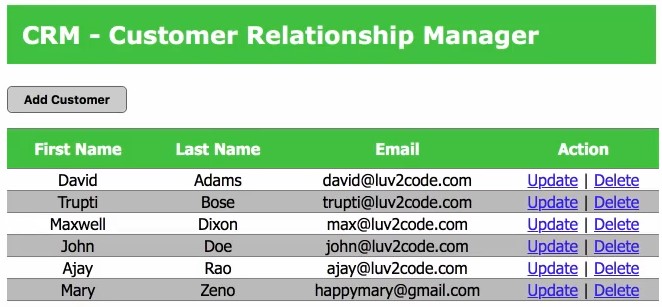 CRM - Customer Relationship Manager
Add Customer
First Name Last Name Email Action
David Adams david@luv2code.com Update | Delete
Trupti Bose trupti@luv2code.com Update | Delete
Maxwell Dixon max@luv2code.com Update | Delete
John Doe john@luv2code.com Update | Delete
Ajay Rao ajay@luv2code.com Update | Delete
Mary Zeno happymary@gmail.com Update | Delete